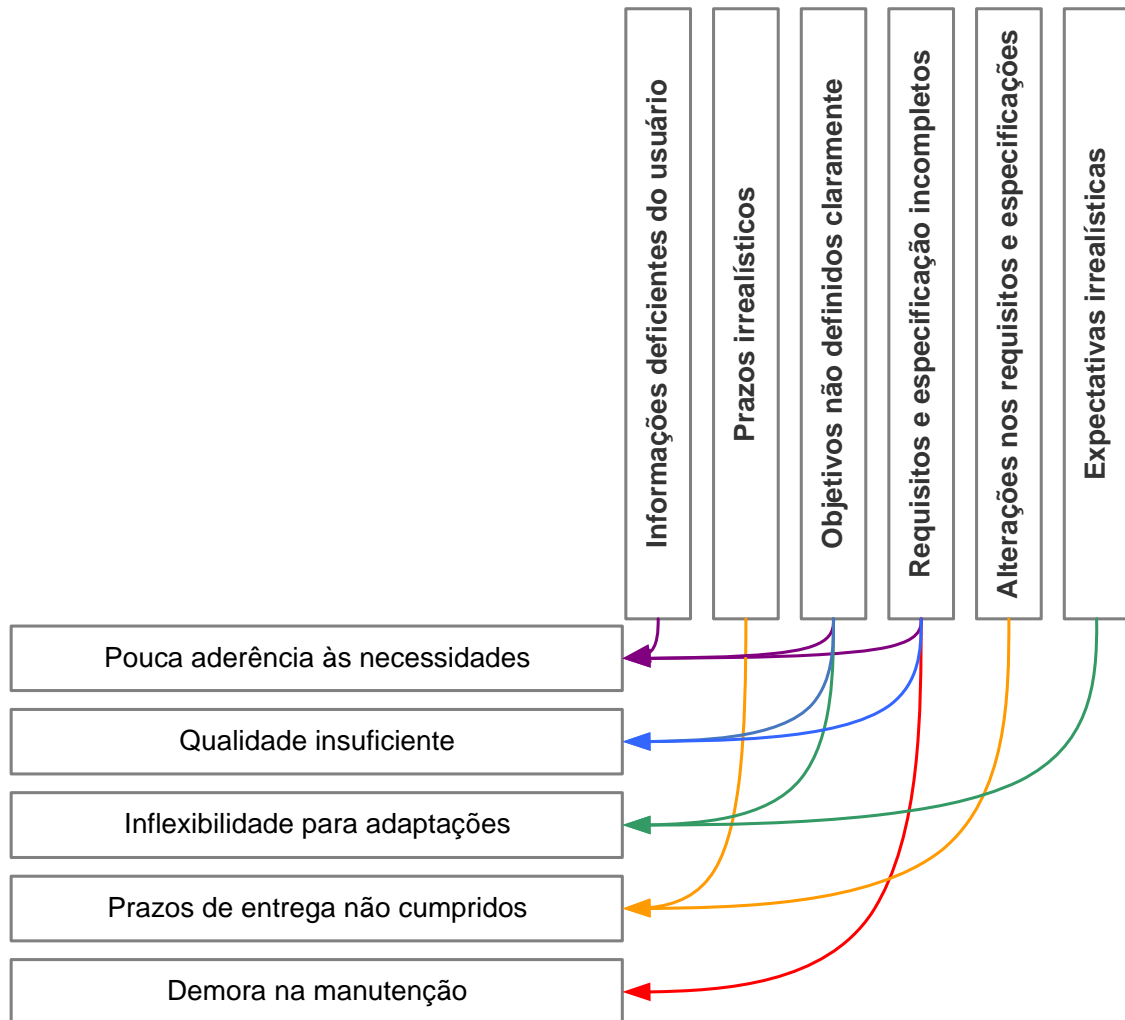 Informações deficientes do usuário
Prazos irrealísticos
Objetivos não definidos claramente
Requisitos e especificação incompletos
Alterações nos requisitos e especificações
Expectativas irrealísticas
Pouca aderência às necessidades
Qualidade insuficiente
Inflexibilidade para adaptações
Prazos de entrega não cumpridos
Demora na manutenção